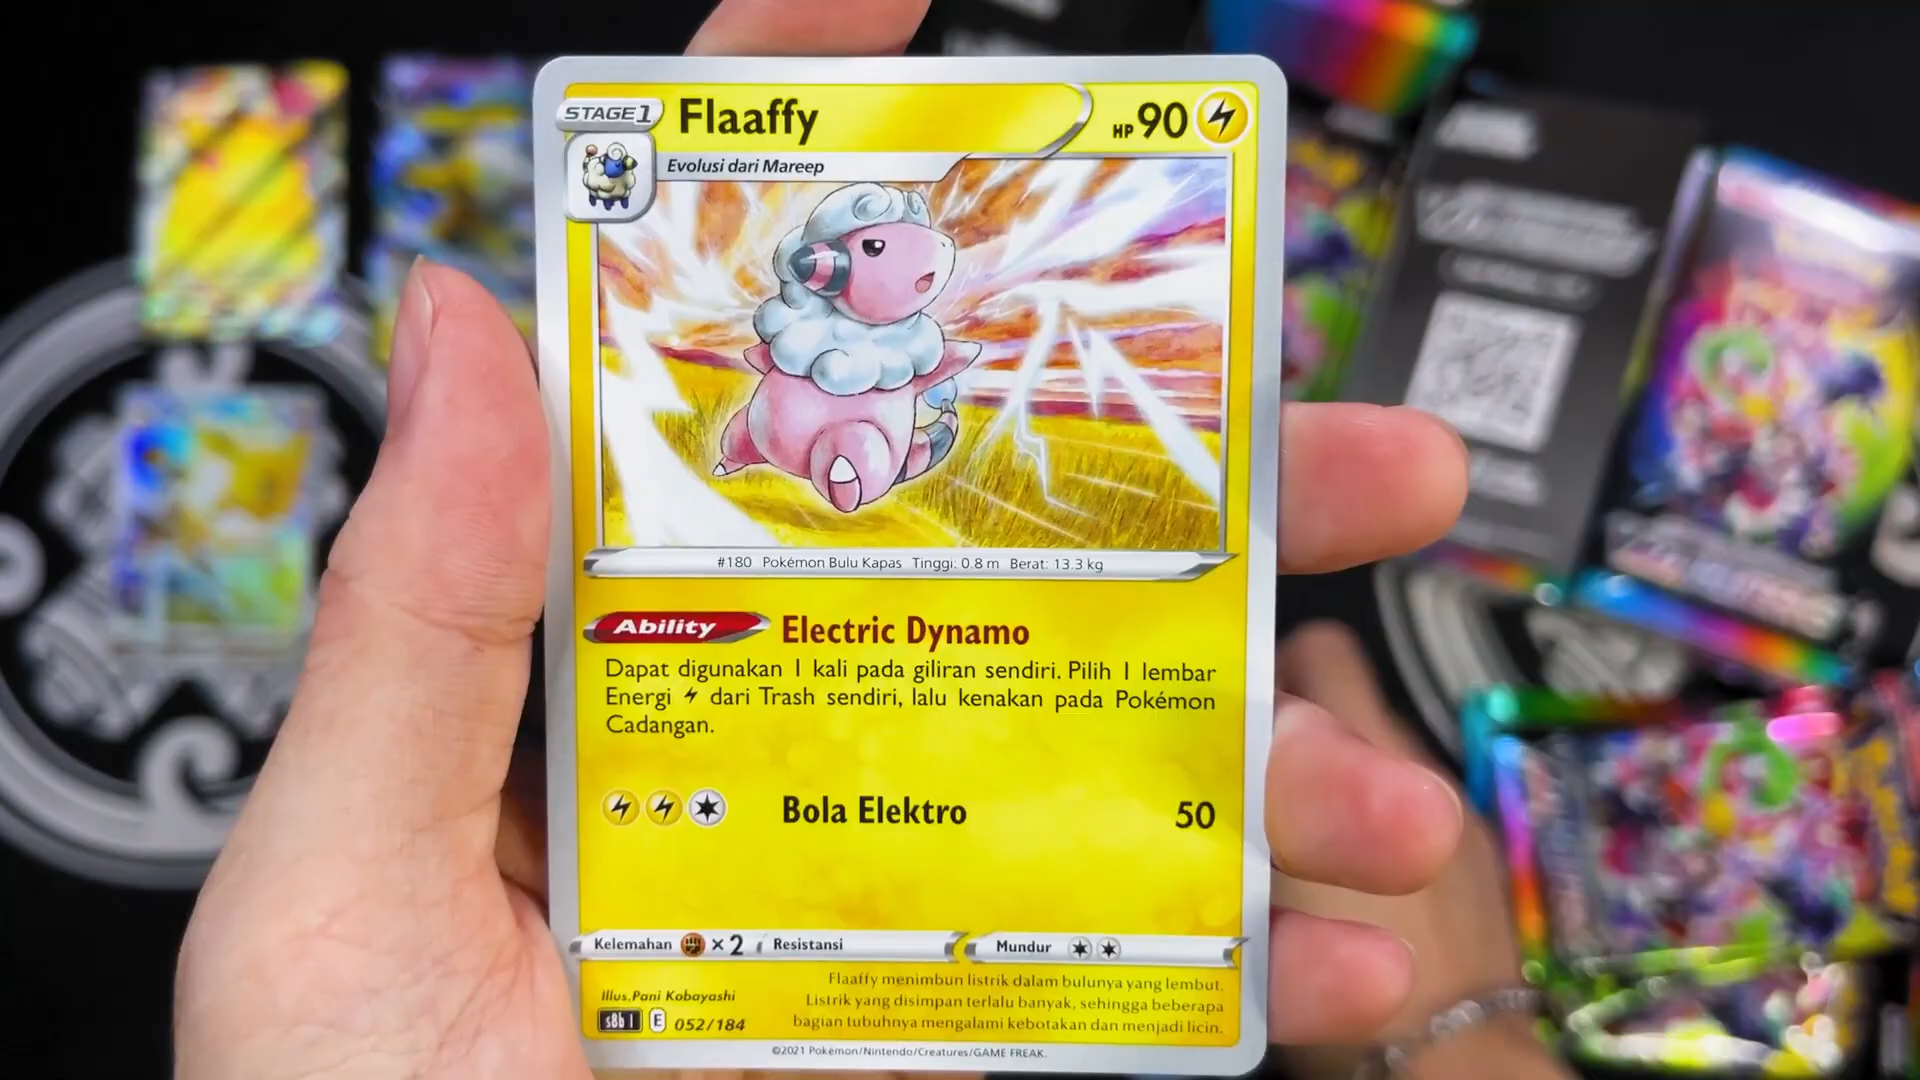 STAGE1
Flaaffy
HP90
Evolusi dari Mareep
#180 Pokémon Bulu Kapas Tinggi: 0.8 m Berat: 13.3 kg
Ability Electric Dynamo
Dapat digunakan 1 kali pada giliran sendiri. Pilih 1 lembar
Energi dari Trash sendiri, lalu kenakan pada Pokémon
Cadangan.
Bola Elektro 50
Kelemahan ×2 Resistansi Mundur
Flaaffy menimbun listrik dalam bulunya yang lembut.
Listrik yang disimpan terlalu banyak, sehingga beberapa
bagian tubuhnya mengalami kebotakan dan menjadi licin.
Illus.Pani Kobayashi
s8b I E 052/184
©2021 Pokémon/Nintendo/Creatures/GAME FREAK.